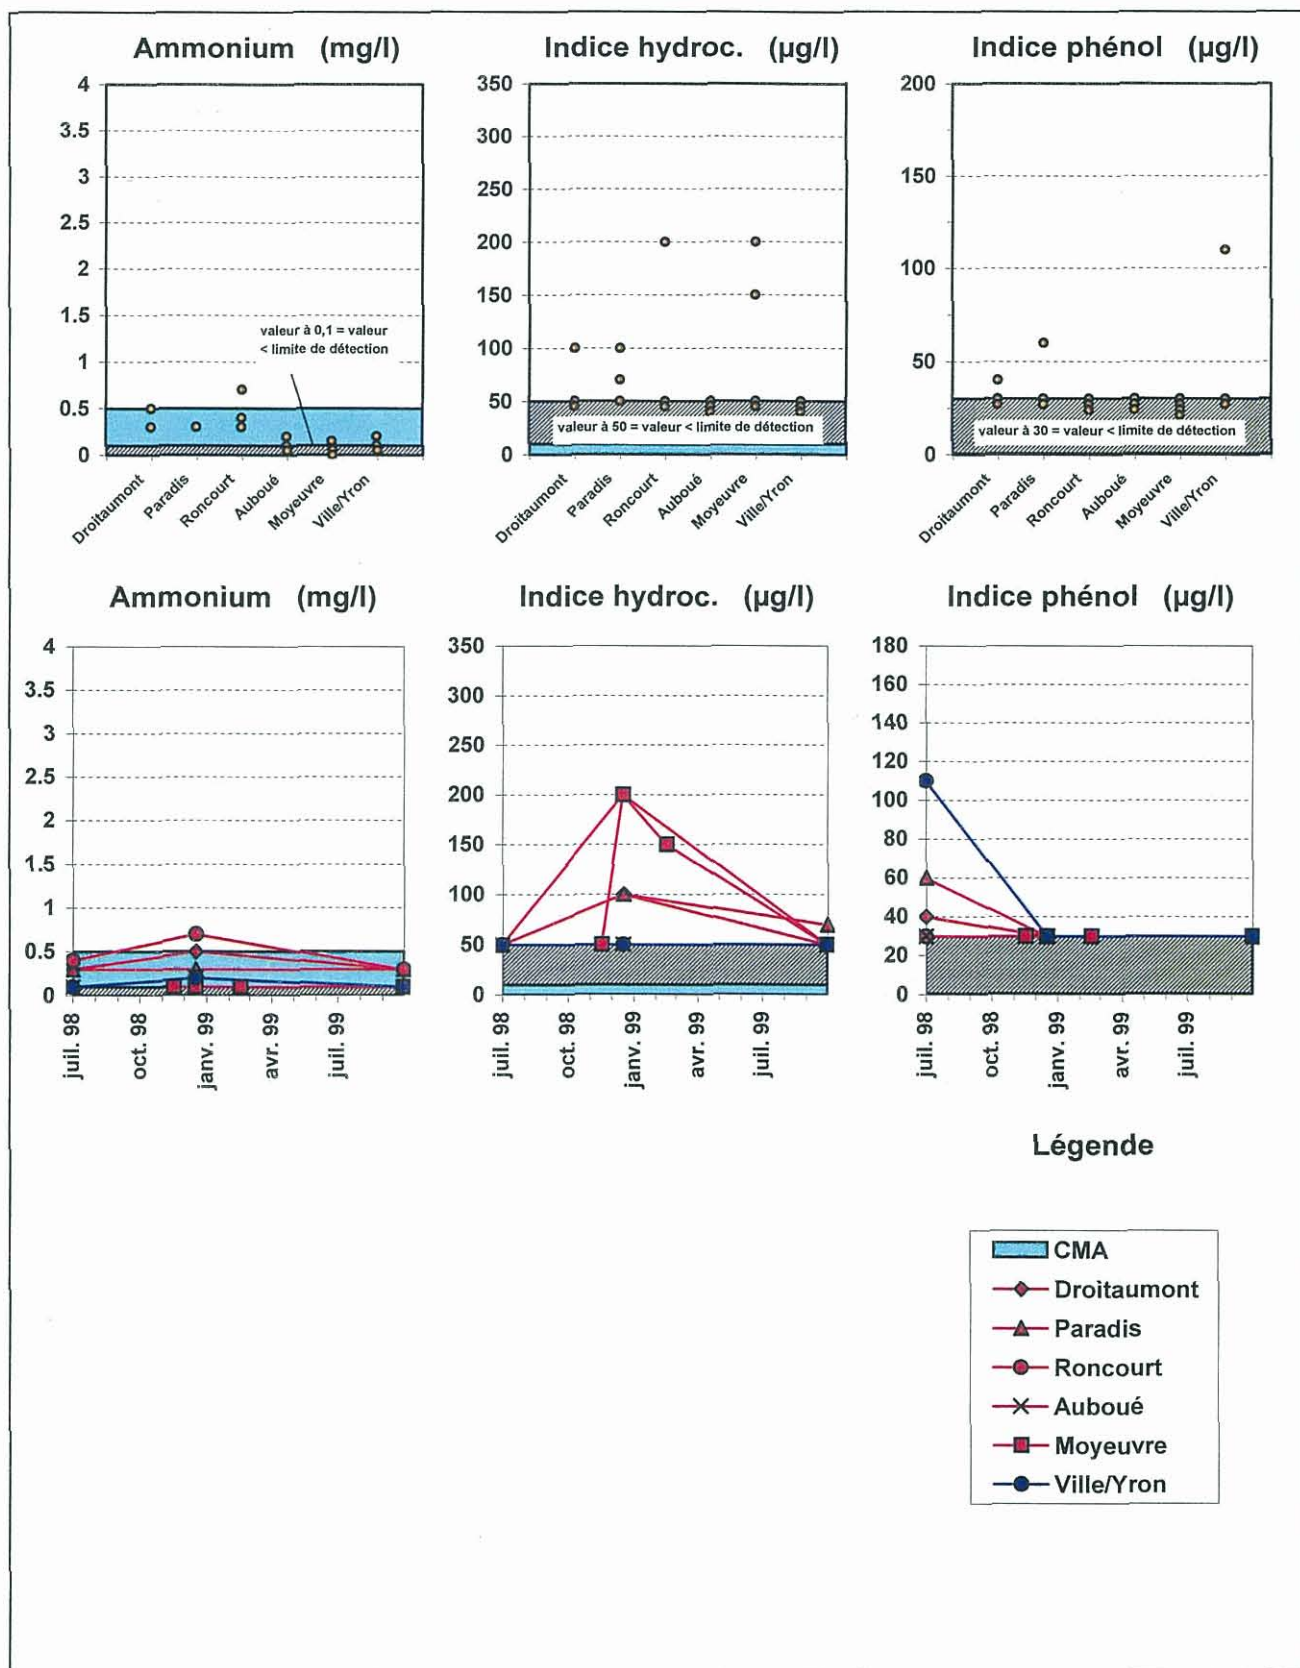 Ammonium (mg/l)
4
3.5
3
2.5
2
1.5
1
0.5
0
valeur à 0,1 = valeur
< limite de détection
Droitaumont
Paradis
Roncourt
Auboué
Moyeuvre
Ville/Yron
Indice hydroc. (µg/l)
350
300
250
200
150
100
50
0
valeur à 50 = valeur < limite de détection
Droitaumont
Paradis
Roncourt
Auboué
Moyeuvre
Ville/Yron
Indice phénol (µg/l)
200
150
100
50
0
valeur à 30 = valeur < limite de détection
Droitaumont
Paradis
Roncourt
Auboué
Moyeuvre
Ville/Yron
Ammonium (mg/l)
4
3.5
3
2.5
2
1.5
1
0.5
0
juil. 98
oct. 98
janv. 99
avr. 99
juil. 99
Indice hydroc. (µg/l)
350
300
250
200
150
100
50
0
juil. 98
oct. 98
janv. 99
avr. 99
juil. 99
Indice phénol (µg/l)
180
160
140
120
100
80
60
40
20
0
juil. 98
oct. 98
janv. 99
avr. 99
juil. 99
Légende
CMA
Droitaumont
Paradis
Roncourt
Auboué
Moyeuvre
Ville/Yron